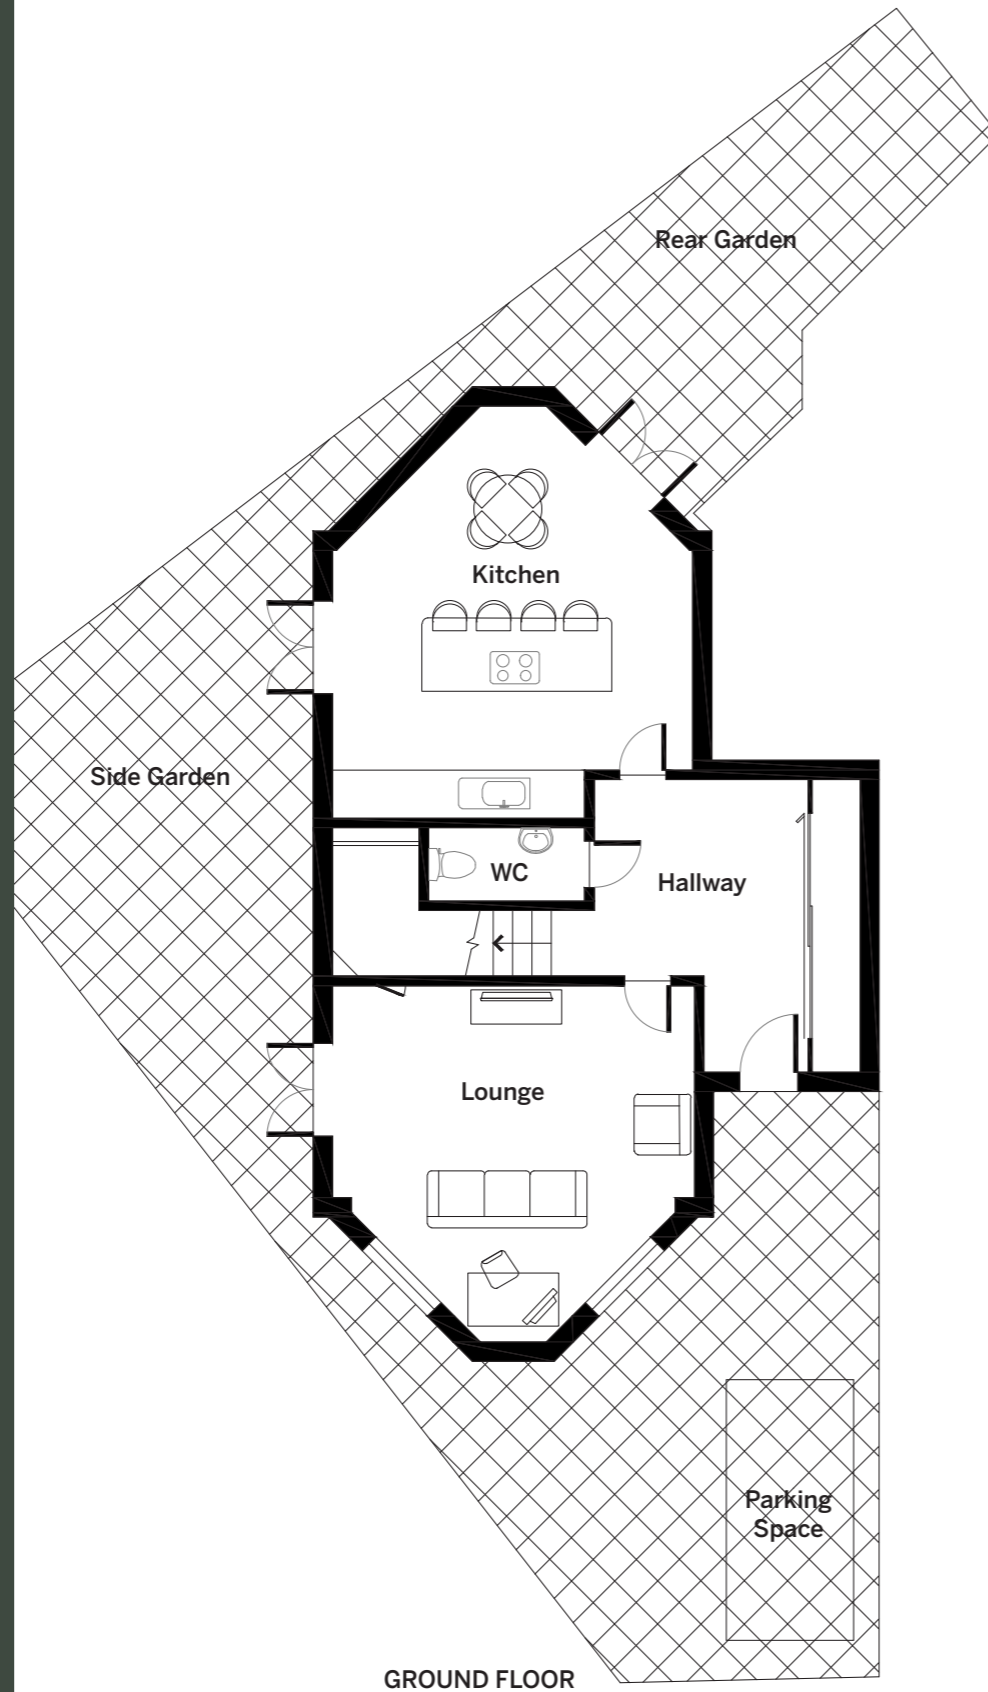 Rear Garden
Kitchen
Side Garden
WC
Hallway
Lounge
Parking
Space
GROUND FLOOR